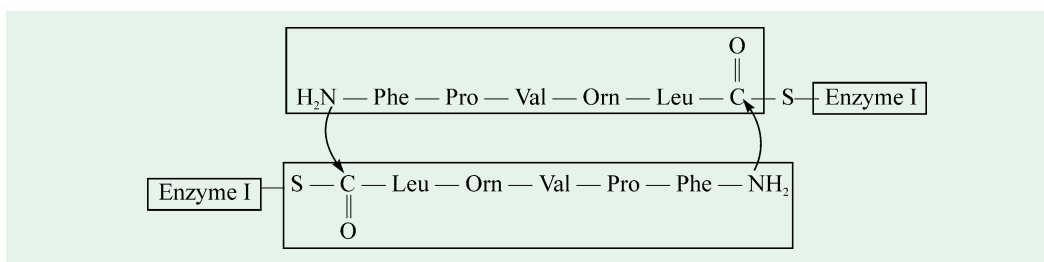 O
||
H₂N — Phe — Pro — Val — Orn — Leu — C — S — Enzyme I
Enzyme I — S — C — Leu — Orn — Val — Pro — Phe — NH₂
||
O